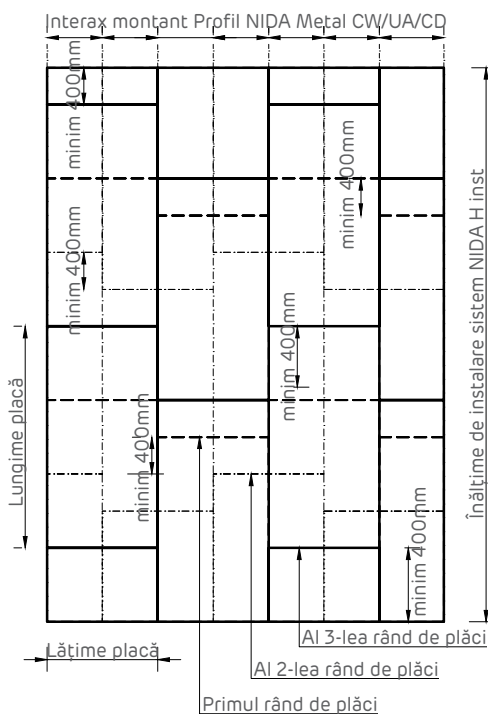 Interax montant Profil NIDA Metal CW/UA/CD
minim 400mm
minim 400mm
minim 400mm
minim 400mm
minim 400mm
minim 400mm
Lungime placă
Înălțime de instalare sistem NIDA H inst
Lățime placă
Al 3-lea rând de plăci
Al 2-lea rând de plăci
Primul rând de plăci